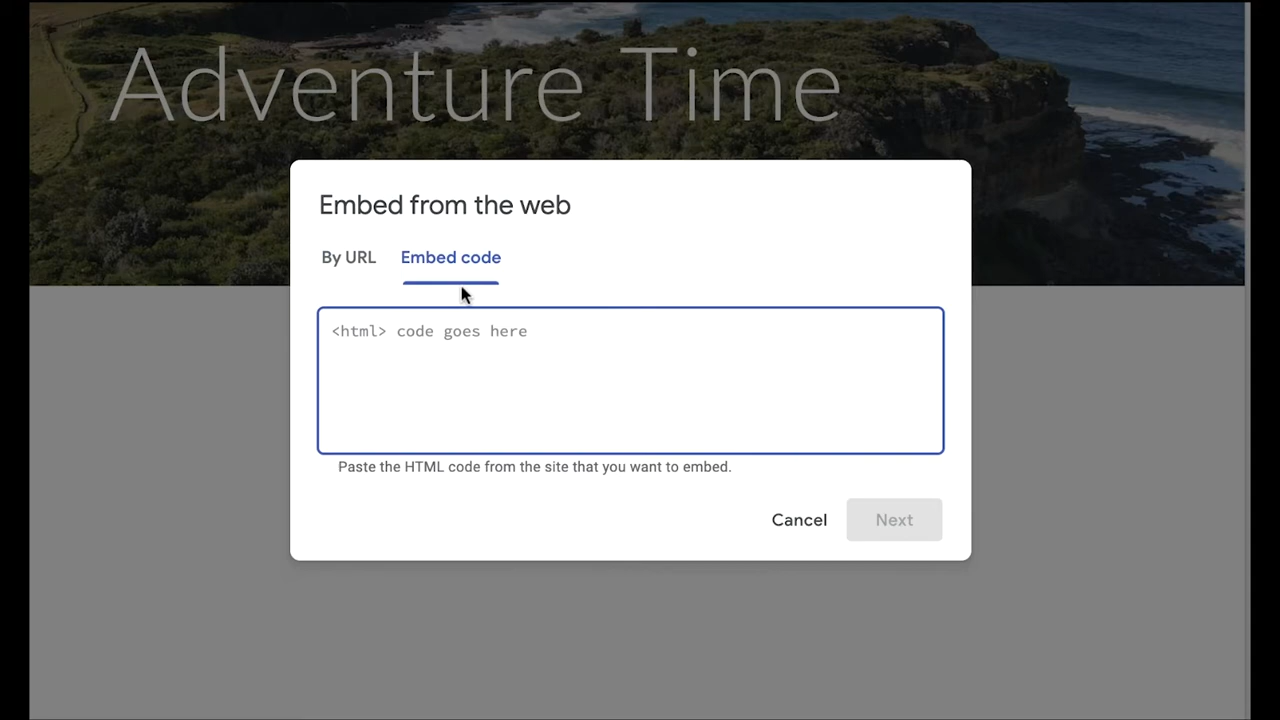 Adventure Time
Embed from the web
By URL Embed code
<html> code goes here
Paste the HTML code from the site that you want to embed.
Cancel Next